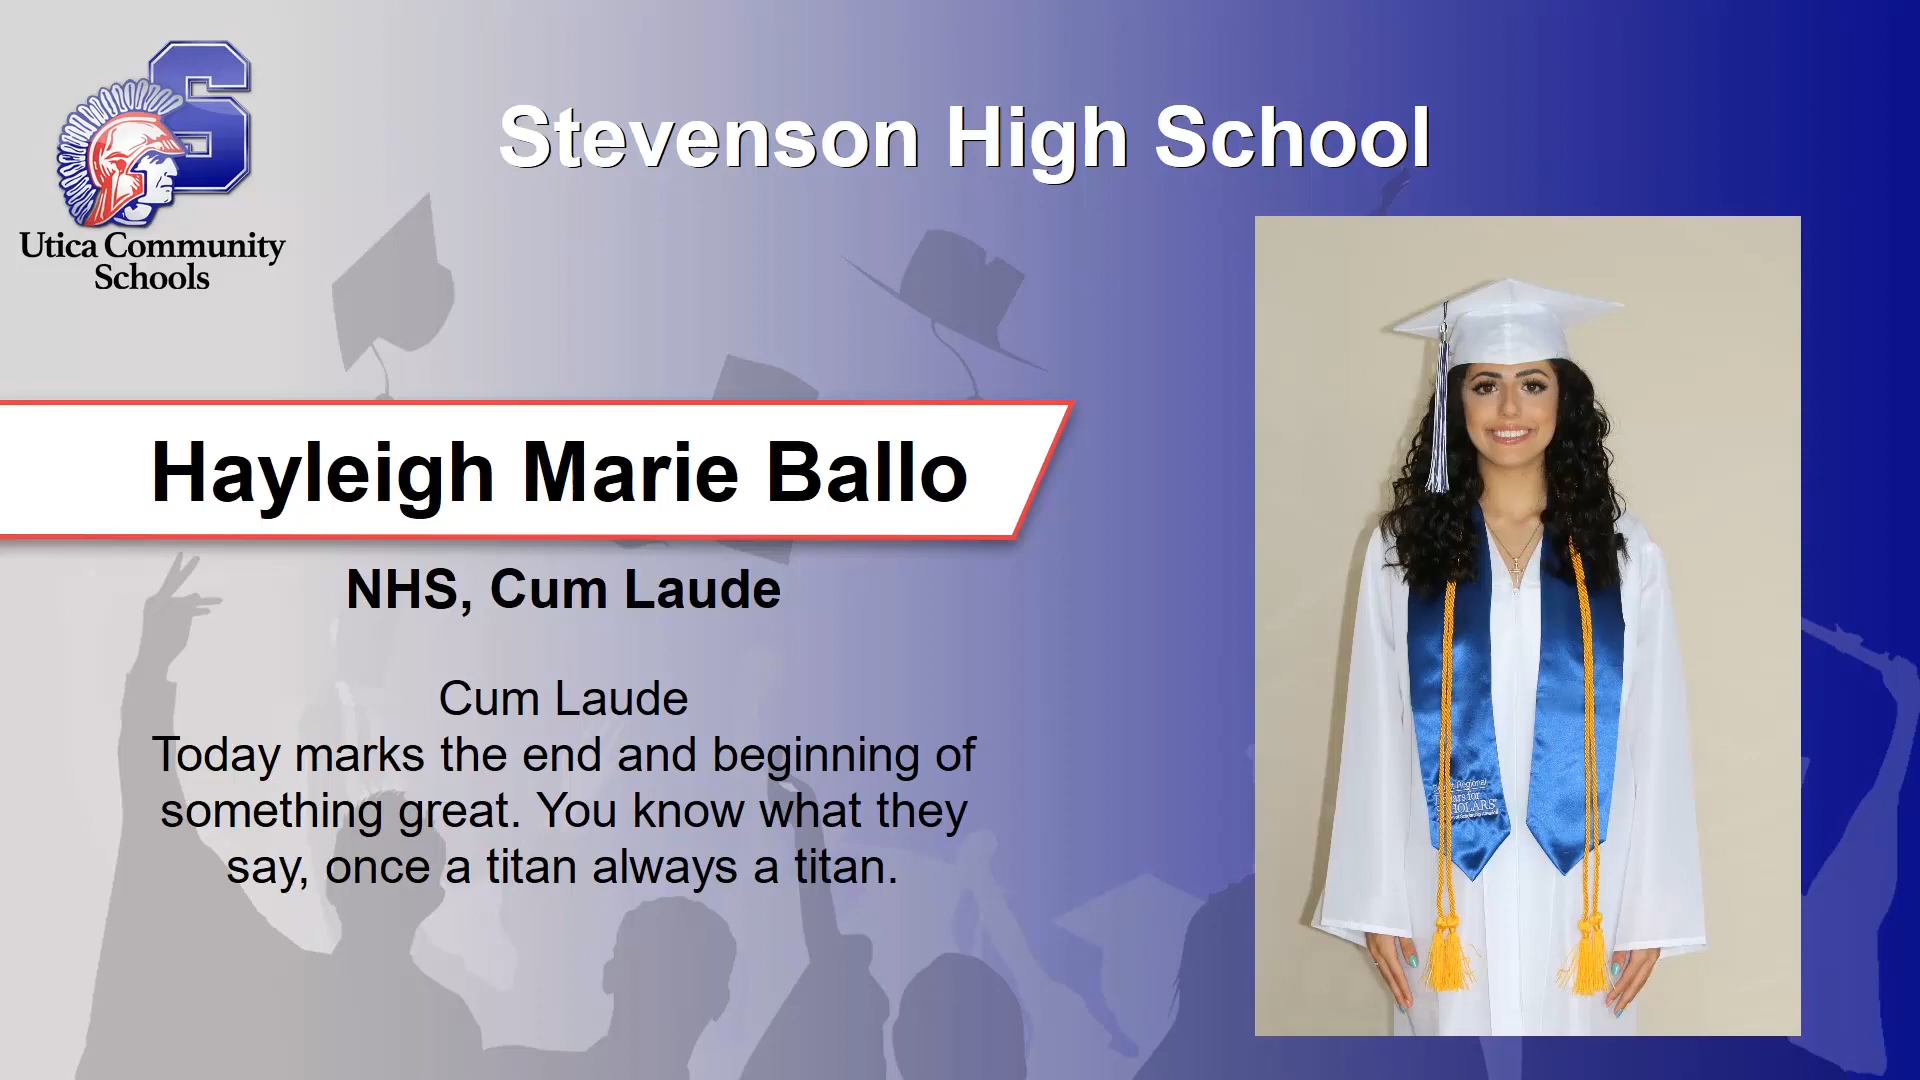 S
Utica Community
Schools
Stevenson High School
Hayleigh Marie Ballo
NHS, Cum Laude
Cum Laude
Today marks the end and beginning of
something great. You know what they
say, once a titan always a titan.
Regional